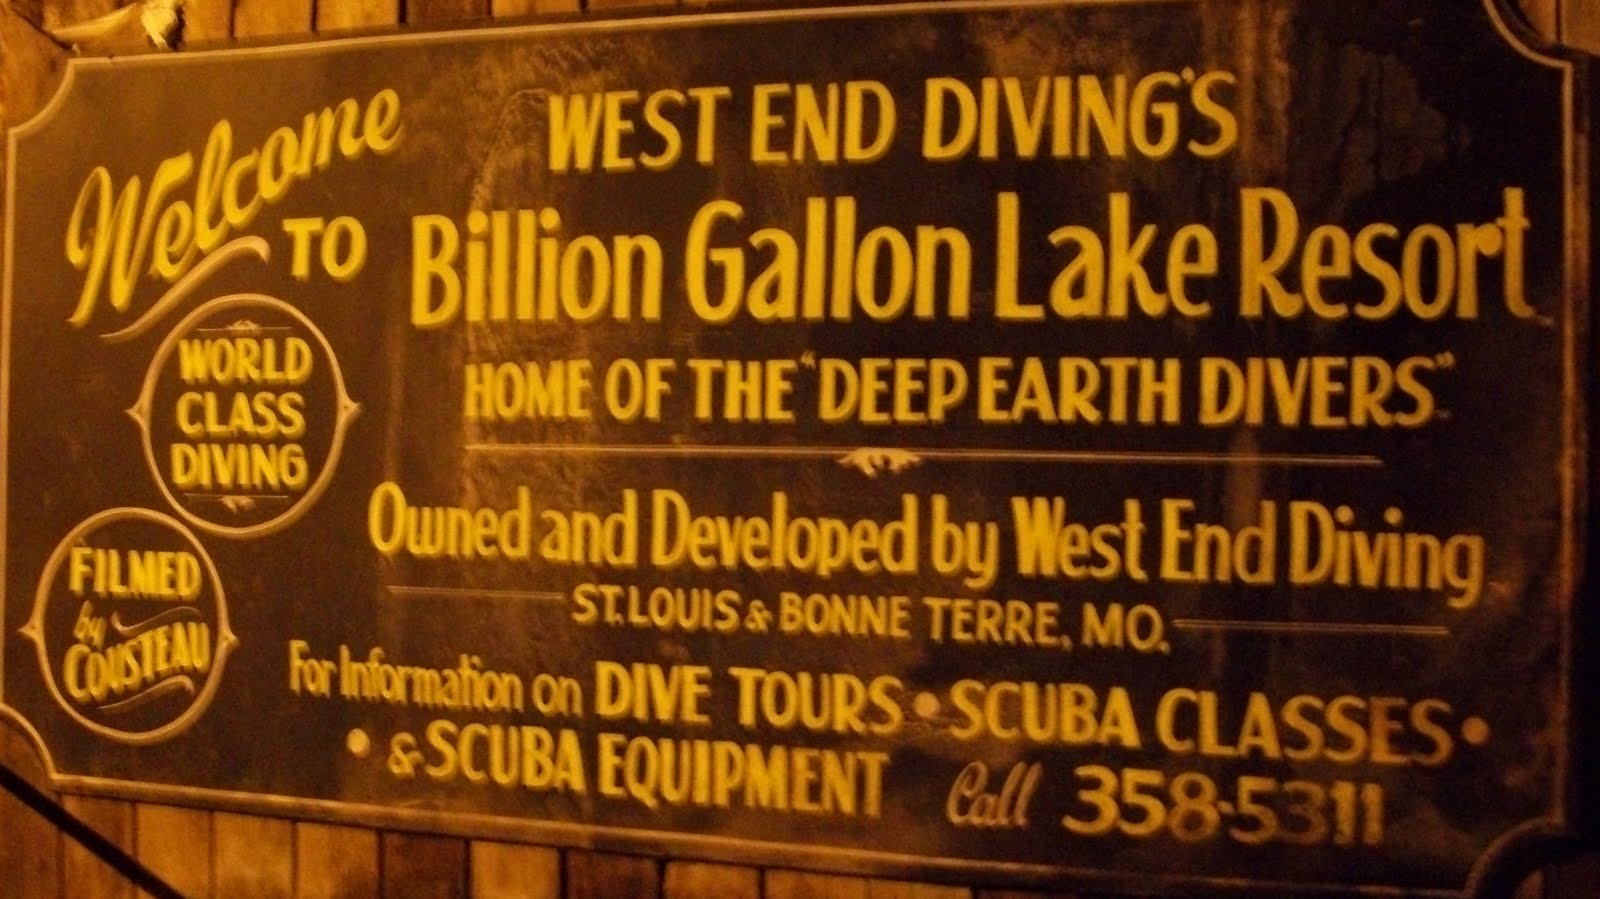 Welcome
TO
WEST END DIVING'S
Billion Gallon Lake Resort
HOME OF THE "DEEP EARTH DIVERS"
WORLD
CLASS
DIVING
FILMED
by
COUSTEAU
Owned and Developed by West End Diving
ST. LOUIS & BONNE TERRE, MO.
For Information on DIVE TOURS • SCUBA CLASSES •
• & SCUBA EQUIPMENT Call 358-5311